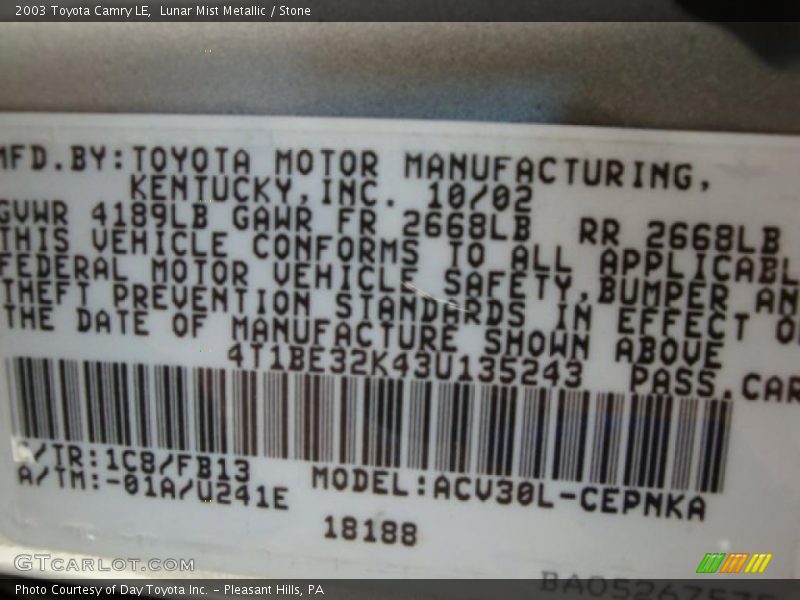 2003 Toyota Camry LE, Lunar Mist Metallic / Stone
MFD.BY:TOYOTA MOTOR MANUFACTURING,
KENTUCKY,INC. 10/02
GVWR 4189LB GAWR FR 2668LB RR 2668LB
THIS VEHICLE CONFORMS TO ALL APPLICABL
FEDERAL MOTOR VEHICLE SAFETY,BUMPER AN
THEFT PREVENTION STANDARDS IN EFFECT O
THE DATE OF MANUFACTURE SHOWN ABOVE
4T1BE32K43U135243 PASS.CAR
C/TR:1C8/FB13
A/TM:-01A/U241E MODEL:ACV30L-CEPNKA
18188
GTCARLOT.COM
Photo Courtesy of Day Toyota Inc. - Pleasant Hills, PA